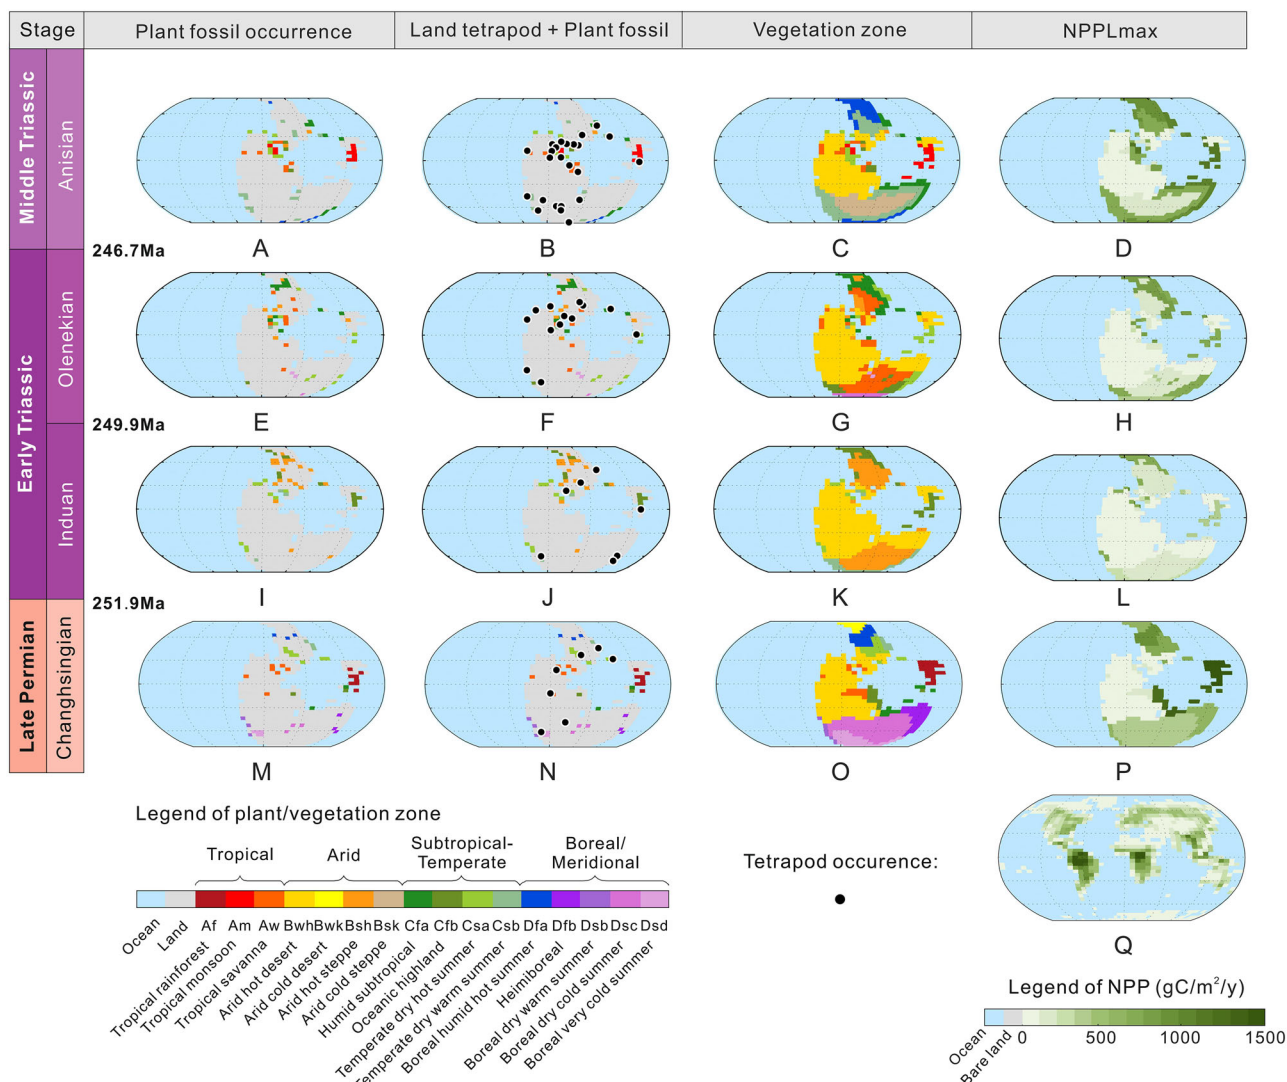 Stage
Plant fossil occurrence
Land tetrapod + Plant fossil
Vegetation zone
NPPLmax
Middle Triassic
Anisian
A
B
C
D
246.7Ma
Early Triassic
Olenekian
E
F
G
H
249.9Ma
Induan
I
J
K
L
251.9Ma
Late Permian
Changhsingian
M
N
O
P
Legend of plant/vegetation zone
Tropical
Arid
Subtropical-
Temperate
Boreal/
Meridional
Af Am Aw Bwh Bwk Bsh Bsk Cfa Cfb Csa Csb Dfa Dfb Dsb Dsc Dsd
Ocean
Land
Tropical rainforest
Tropical monsoon
Tropical savanna
Arid hot desert
Arid cold desert
Arid hot steppe
Arid cold steppe
Humid subtropical
Oceanic highland
Temperate dry hot summer
Temperate dry warm summer
Boreal humid hot summer
Hemiboreal
Boreal dry warm summer
Boreal dry cold summer
Boreal very cold summer
Tetrapod occurence:
Q
Legend of NPP (gC/m²/y)
Ocean
Bare land
0 500 1000 1500